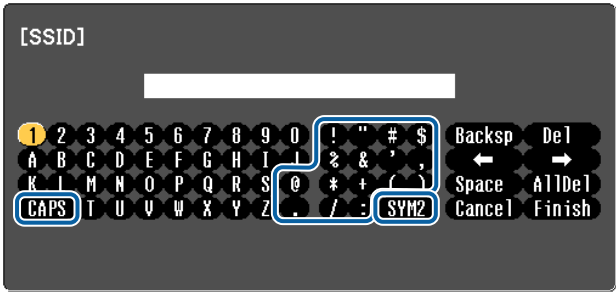 [SSID]
1 2 3 4 5 6 7 8 9 0 ! " # $ Backsp Del
A B C D E F G H I J % & ' , ← →
K L M N O P Q R S @ * + ( ) Space AllDel
CAPS T U V W X Y Z . / : SYM2 Cancel Finish